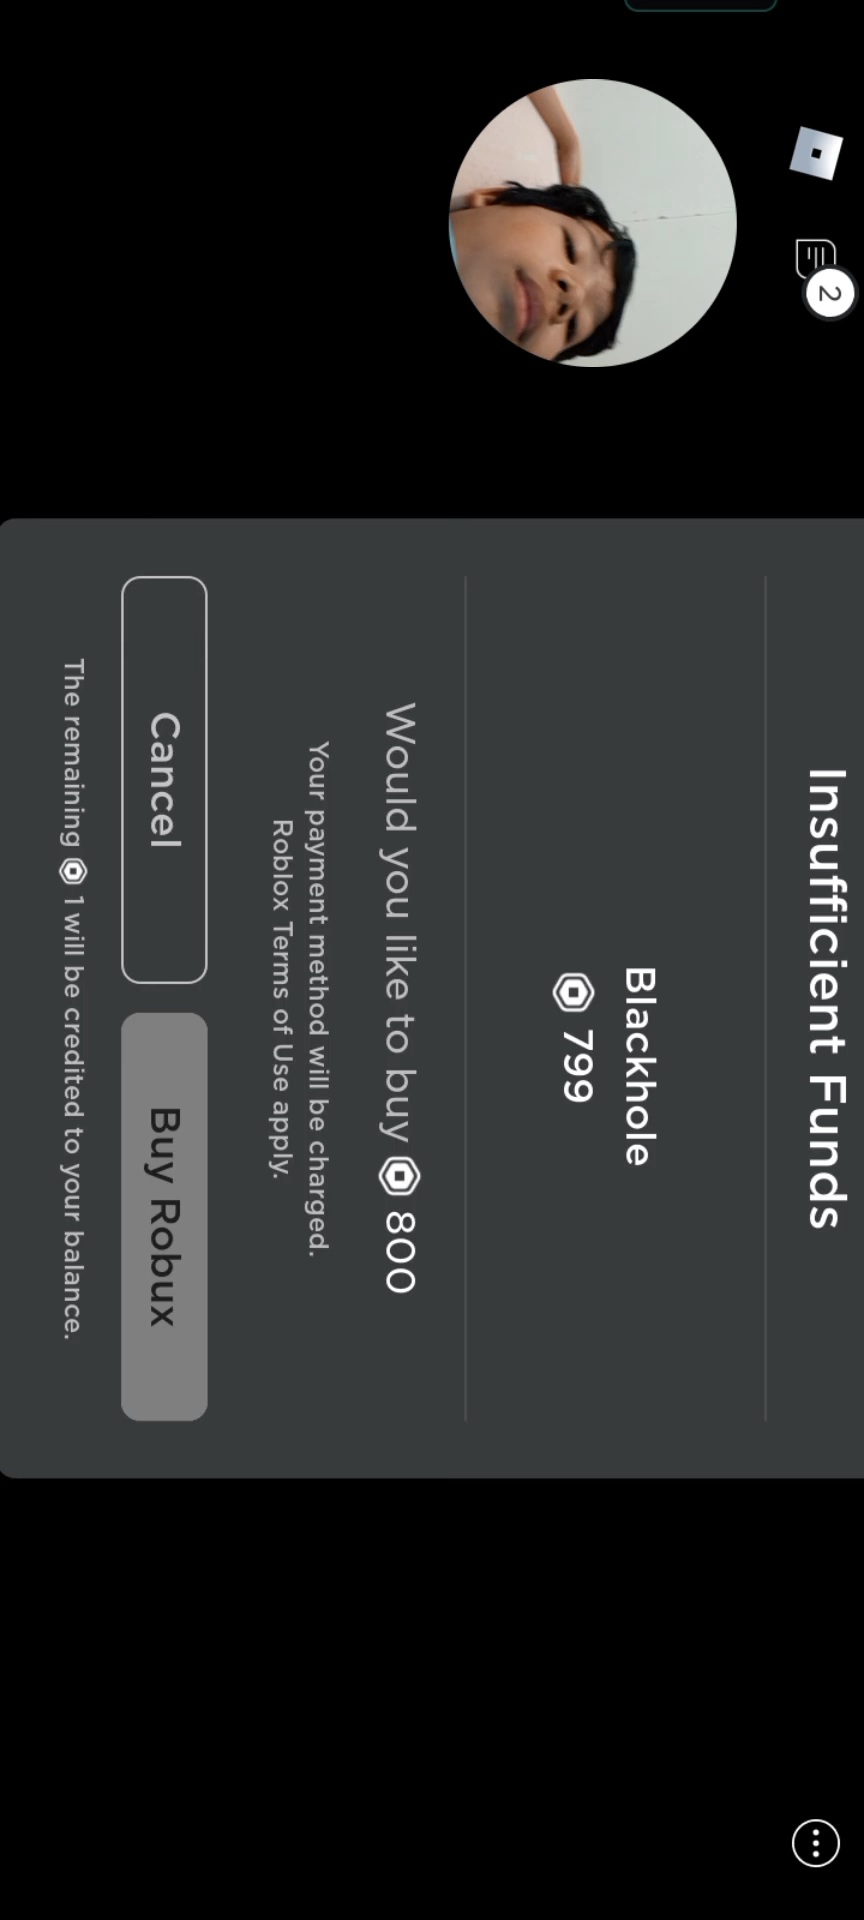 2
Insufficient Funds
Blackhole
799
Would you like to buy 800
Your payment method will be charged.
Roblox Terms of Use apply.
Cancel
Buy Robux
The remaining 1 will be credited to your balance.